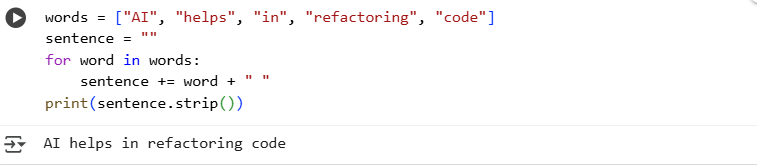 words = ["AI", "helps", "in", "refactoring", "code"]
sentence = ""
for word in words:
    sentence += word + " "
print(sentence.strip())
AI helps in refactoring code